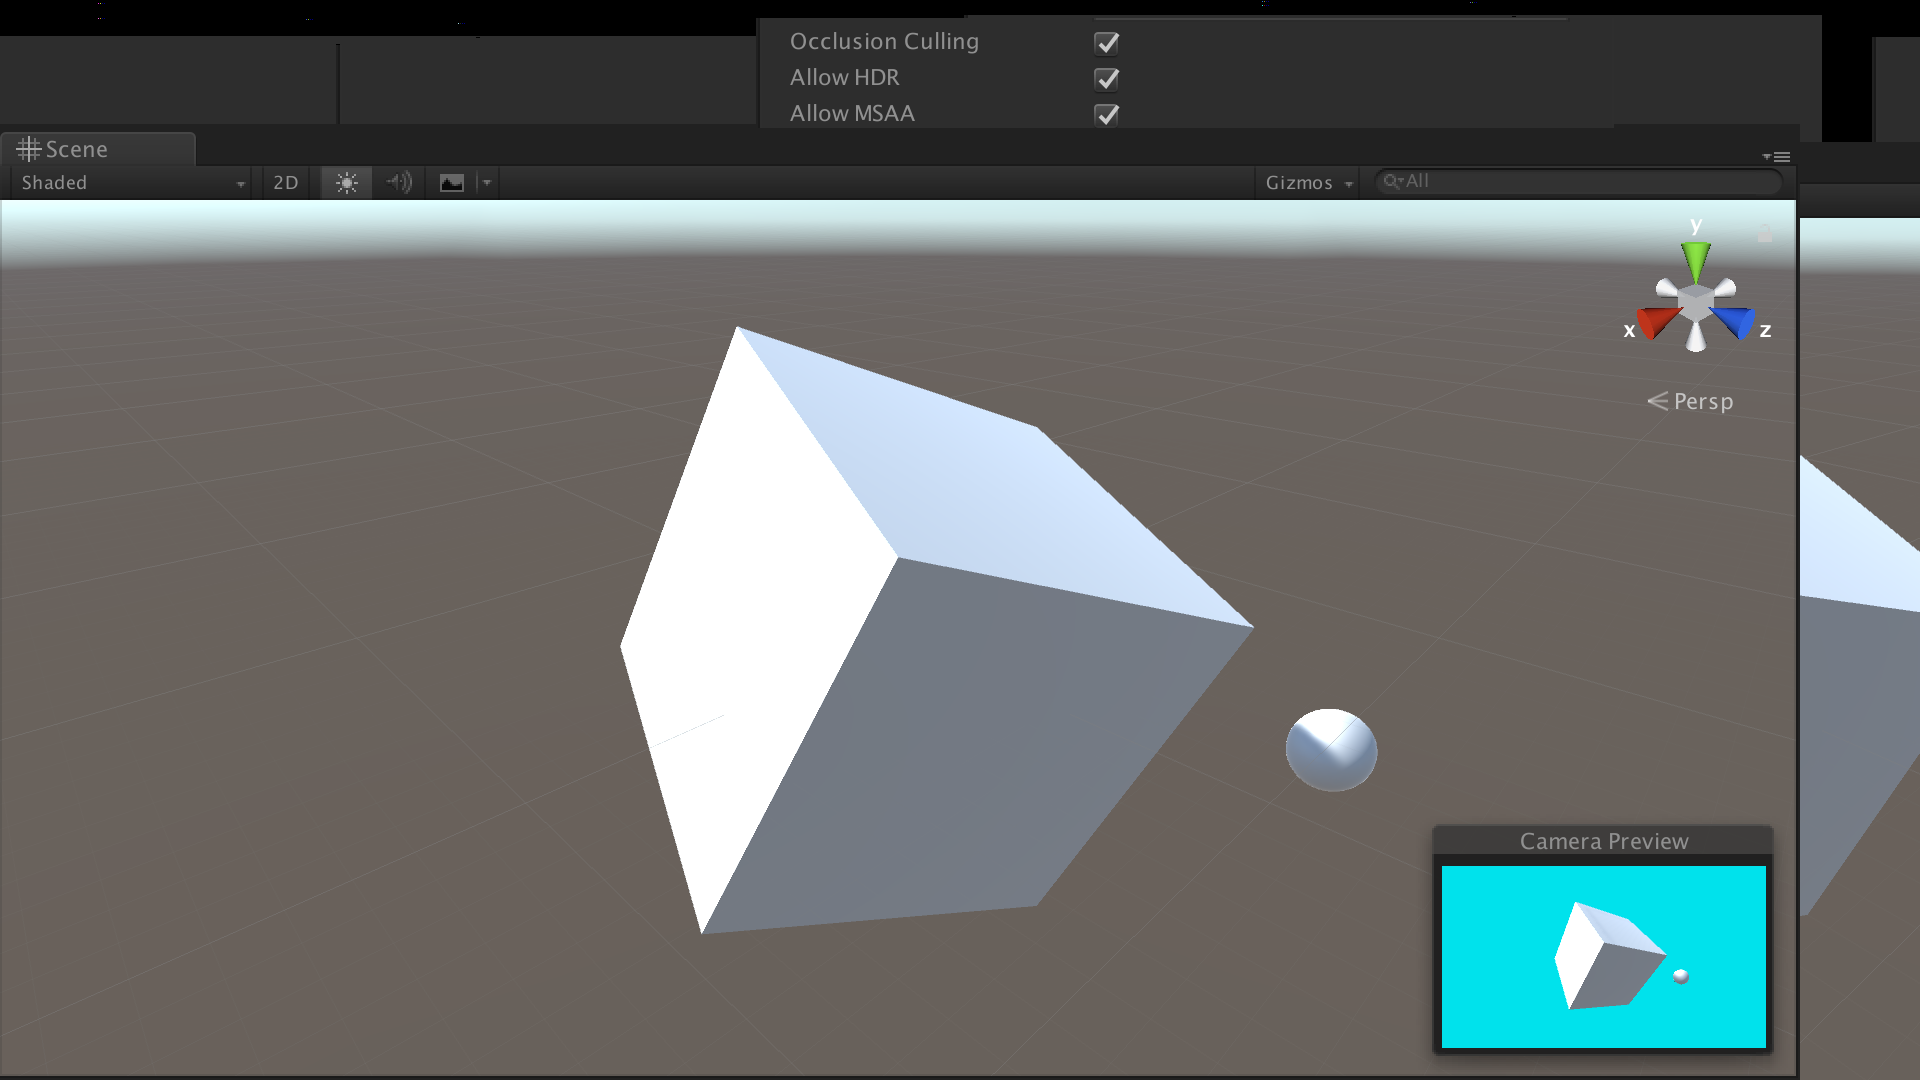 Occlusion Culling
Allow HDR
Allow MSAA
Scene
Shaded
2D
Gizmos
All
y
x
z
Persp
Camera Preview